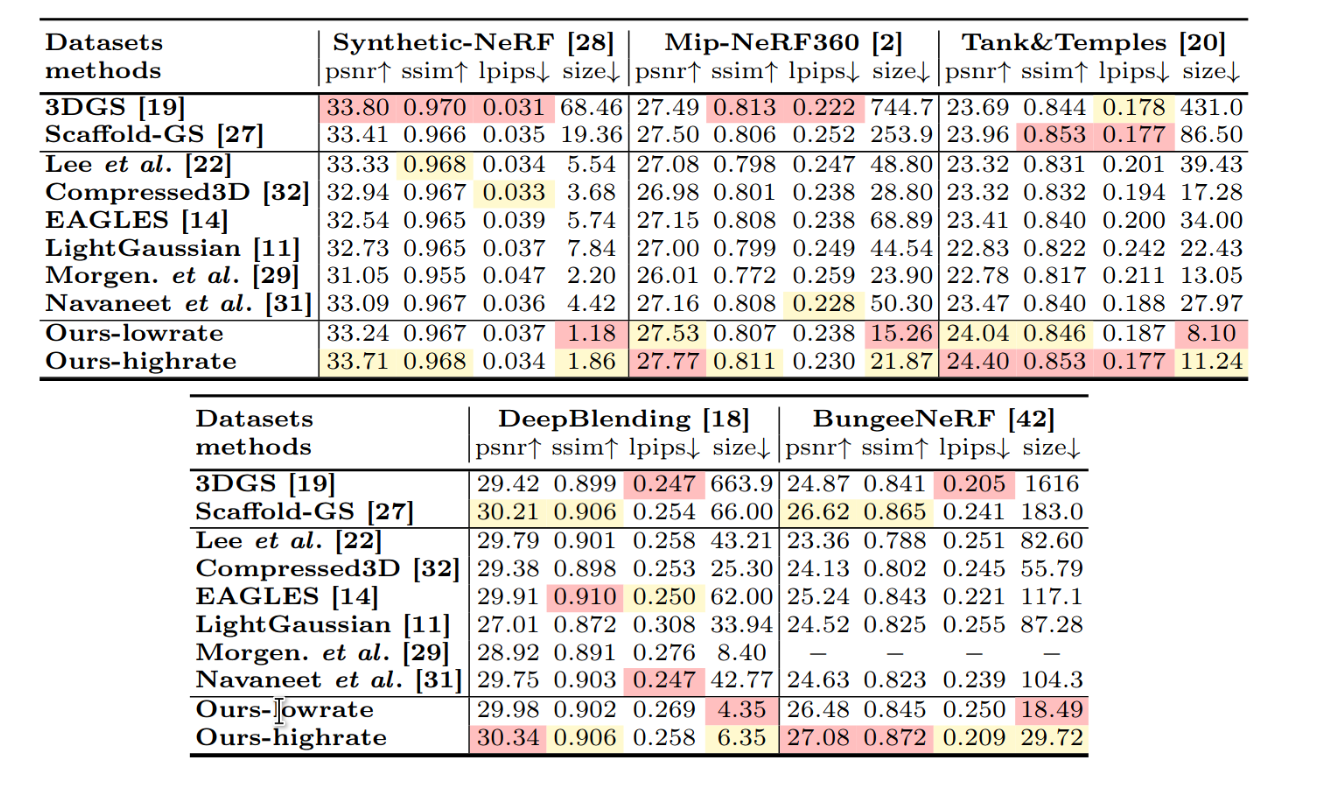 Datasets Synthetic-NeRF [28] Mip-NeRF360 [2] Tank&Temples [20]
methods psnr↑ ssim↑ lpips↓ size↓ psnr↑ ssim↑ lpips↓ size↓ psnr↑ ssim↑ lpips↓ size↓
3DGS [19] 33.80 0.970 0.031 68.46 27.49 0.813 0.222 744.7 23.69 0.844 0.178 431.0
Scaffold-GS [27] 33.41 0.966 0.035 19.36 27.50 0.806 0.252 253.9 23.96 0.853 0.177 86.50
Lee et al. [22] 33.33 0.968 0.034 5.54 27.08 0.798 0.247 48.80 23.32 0.831 0.201 39.43
Compressed3D [32] 32.94 0.967 0.033 3.68 26.98 0.801 0.238 28.80 23.32 0.832 0.194 17.28
EAGLES [14] 32.54 0.965 0.039 5.74 27.15 0.808 0.238 68.89 23.41 0.840 0.200 34.00
LightGaussian [11] 32.73 0.965 0.037 7.84 27.00 0.799 0.249 44.54 22.83 0.822 0.242 22.43
Morgen. et al. [29] 31.05 0.955 0.047 2.20 26.01 0.772 0.259 23.90 22.78 0.817 0.211 13.05
Navaneet et al. [31] 33.09 0.967 0.036 4.42 27.16 0.808 0.228 50.30 23.47 0.840 0.188 27.97
Ours-lowrate 33.24 0.967 0.037 1.18 27.53 0.807 0.238 15.26 24.04 0.846 0.187 8.10
Ours-highrate 33.71 0.968 0.034 1.86 27.77 0.811 0.230 21.87 24.40 0.853 0.177 11.24
Datasets DeepBlending [18] BungeeNeRF [42]
methods psnr↑ ssim↑ lpips↓ size↓ psnr↑ ssim↑ lpips↓ size↓
3DGS [19] 29.42 0.899 0.247 663.9 24.87 0.841 0.205 1616
Scaffold-GS [27] 30.21 0.906 0.254 66.00 26.62 0.865 0.241 183.0
Lee et al. [22] 29.79 0.901 0.258 43.21 23.36 0.788 0.251 82.60
Compressed3D [32] 29.38 0.898 0.253 25.30 24.13 0.802 0.245 55.79
EAGLES [14] 29.91 0.910 0.250 62.00 25.24 0.843 0.221 117.1
LightGaussian [11] 27.01 0.872 0.308 33.94 24.52 0.825 0.255 87.28
Morgen. et al. [29] 28.92 0.891 0.276 8.40 – – – –
Navaneet et al. [31] 29.75 0.903 0.247 42.77 24.63 0.823 0.239 104.3
Ours-lowrate 29.98 0.902 0.269 4.35 26.48 0.845 0.250 18.49
Ours-highrate 30.34 0.906 0.258 6.35 27.08 0.872 0.209 29.72